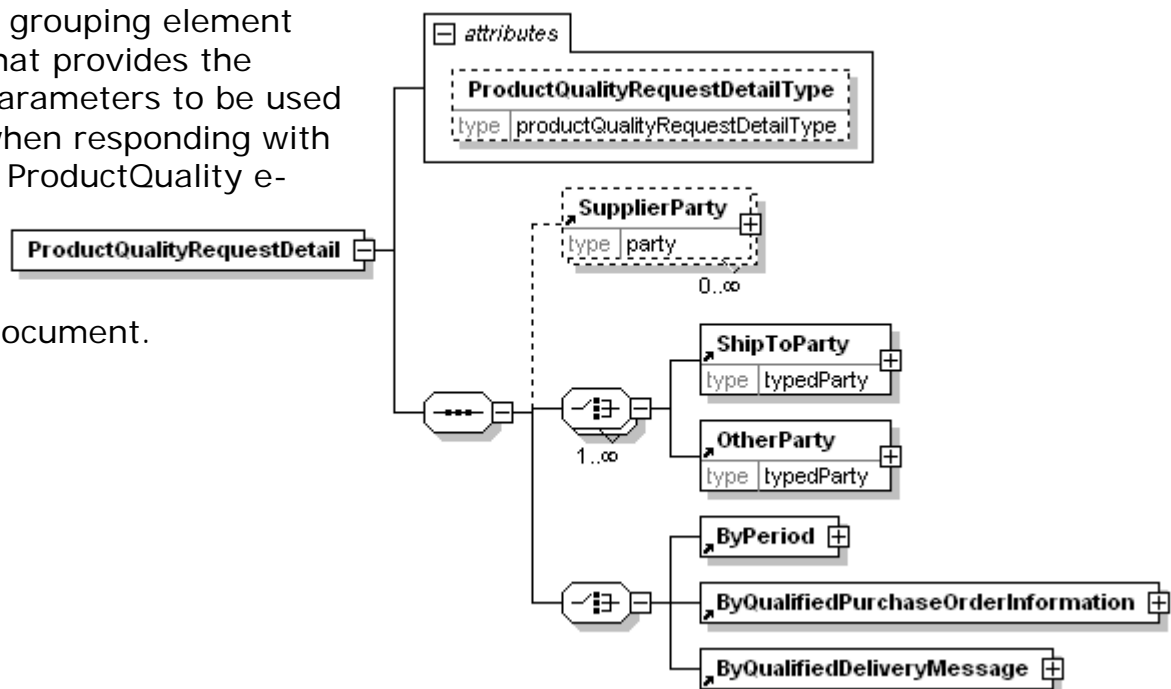 grouping element
hat provides the
arameters to be used
when responding with
ProductQuality e-
ocument.
ProductQualityRequestDetail
attributes
ProductQualityRequestDetailType
type productQualityRequestDetailType
SupplierParty
type party
0..∞
1..∞
ShipToParty
type typedParty
OtherParty
type typedParty
ByPeriod
ByQualifiedPurchaseOrderInformation
ByQualifiedDeliveryMessage